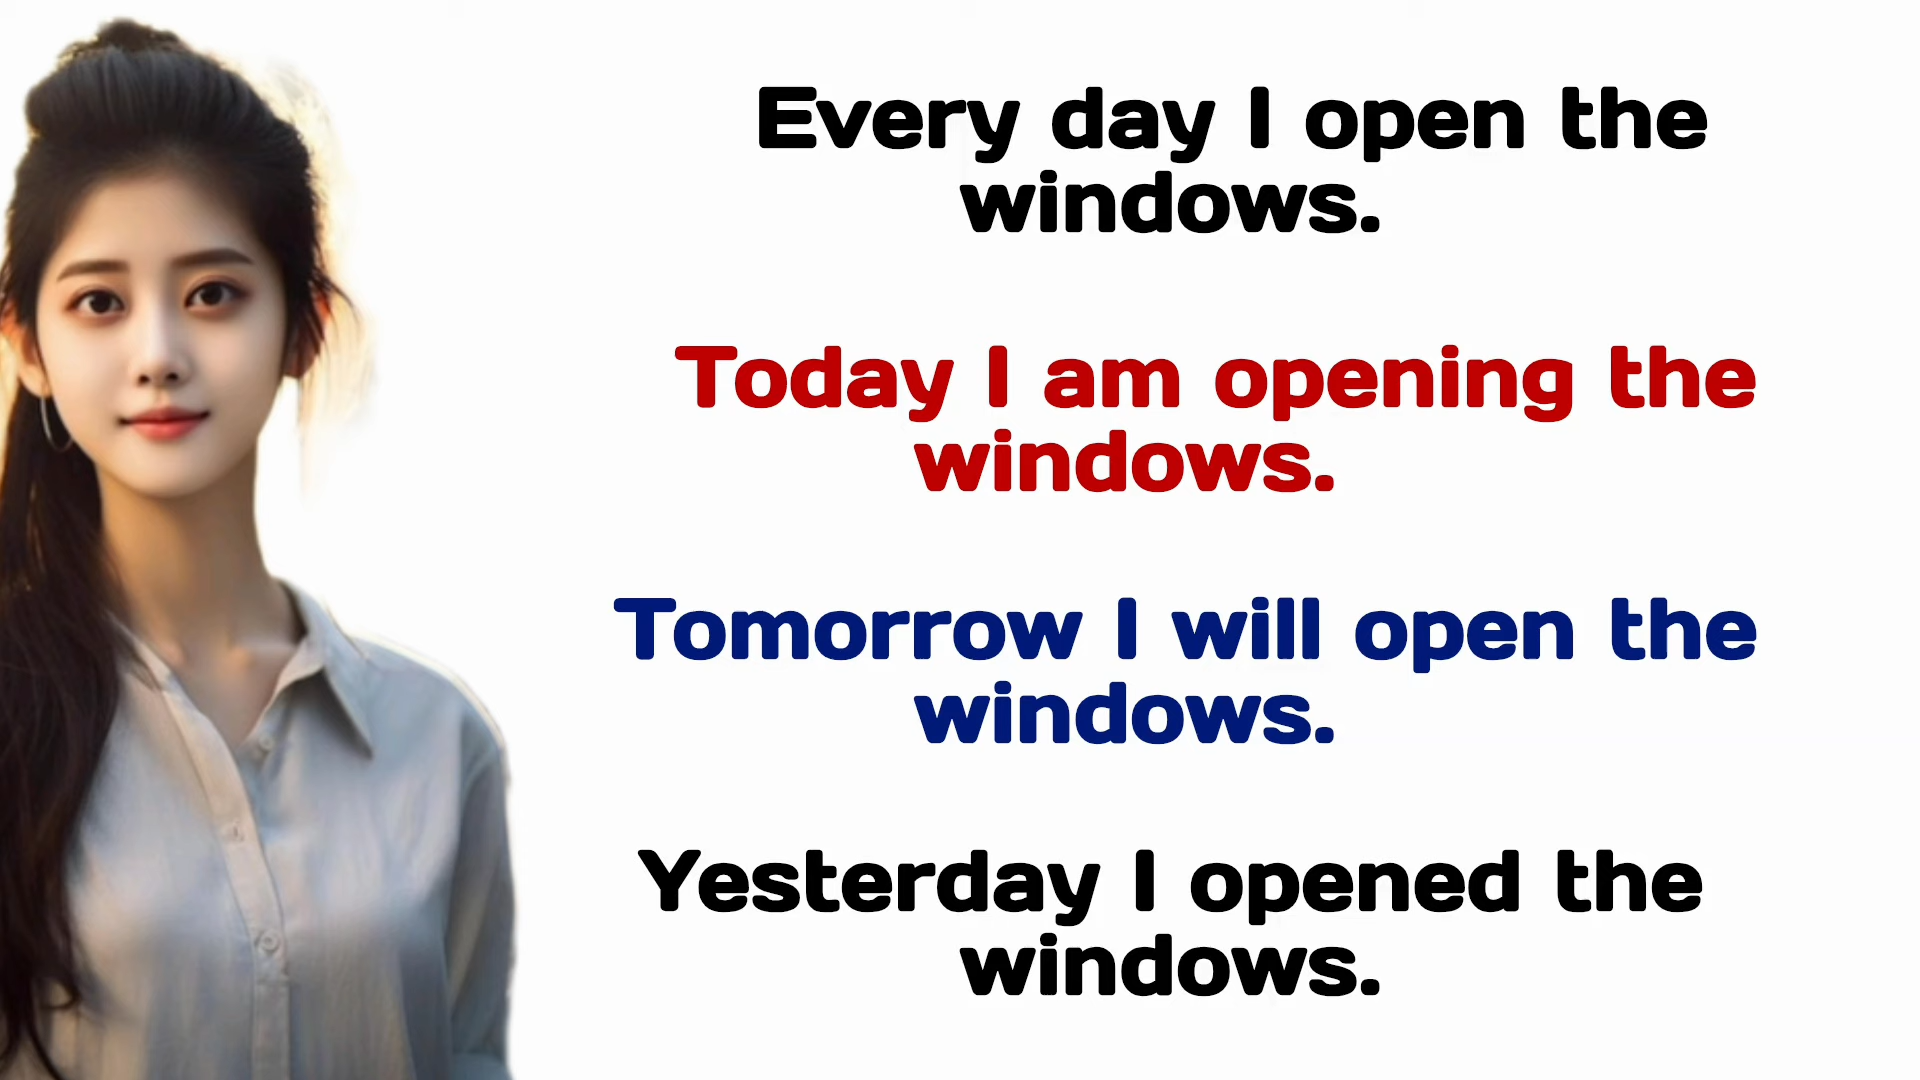 Every day I open the
windows.
Today I am opening the
windows.
Tomorrow I will open the
windows.
Yesterday I opened the
windows.